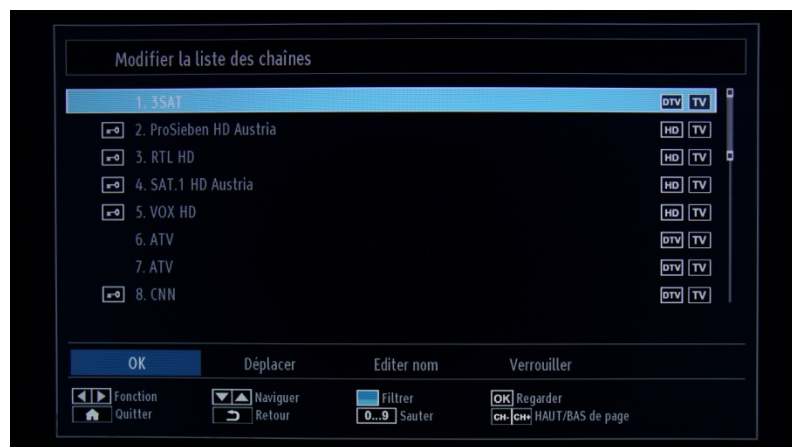 Modifier la liste des chaînes
1. 3SAT DTV TV
2. ProSieben HD Austria HD TV
3. RTL HD HD TV
4. SAT.1 HD Austria HD TV
5. VOX HD HD TV
6. ATV DTV TV
7. ATV DTV TV
8. CNN DTV TV
OK Déplacer Editer nom Verrouiller
Fonction Naviguer Filtrer OK Regarder
Quitter Retour 0...9 Sauter CH- CH+ HAUT/BAS de page